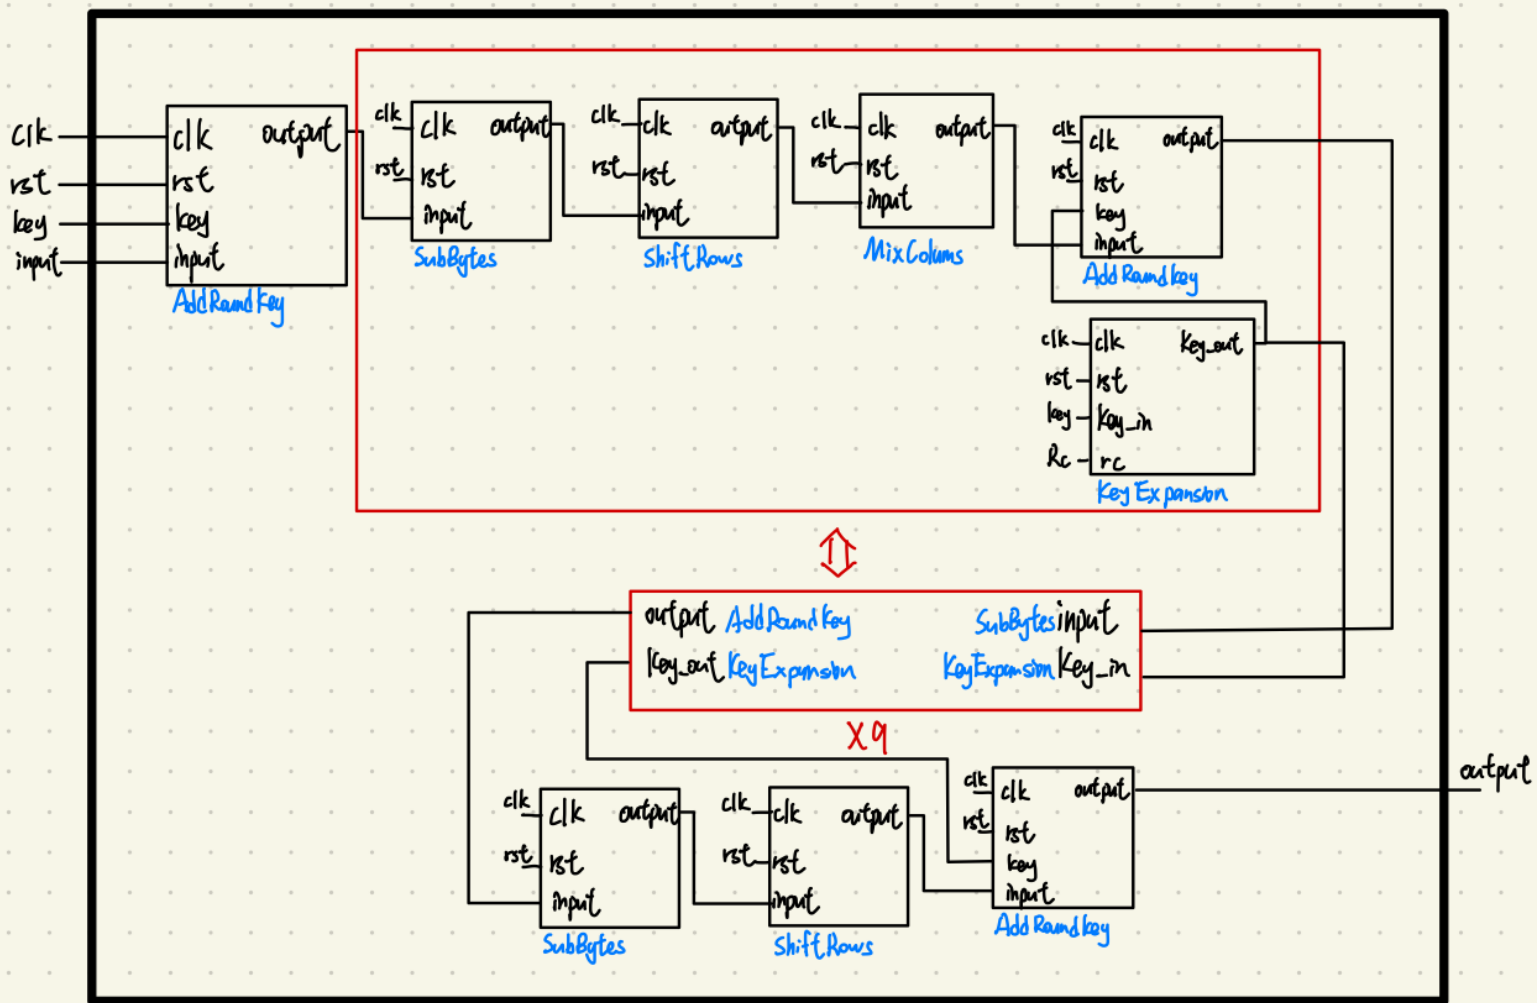 clk
rst
key
input
clk output
rst
key
input
AddRoundKey
clk
rst
clk output
rst
input
SubBytes
clk
rst
clk output
rst
input
ShiftRows
clk
rst
clk output
rst
input
MixColums
clk
rst
clk output
rst
key
input
AddRoundkey
clk
rst
key
Rc
clk key_out
rst
key_in
rc
KeyExpansion
output AddRoundkey SubBytes input
key_out KeyExpansion KeyExpansion key_in
X9
clk
rst
clk output
rst
input
SubBytes
clk
rst
clk output
rst
input
ShiftRows
clk
rst
clk output
rst
key
input
AddRoundkey
output